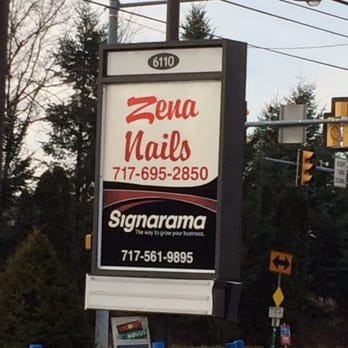 6110
Zena
Nails
717-695-2850
Signarama
The way to grow your business.
717-561-9895